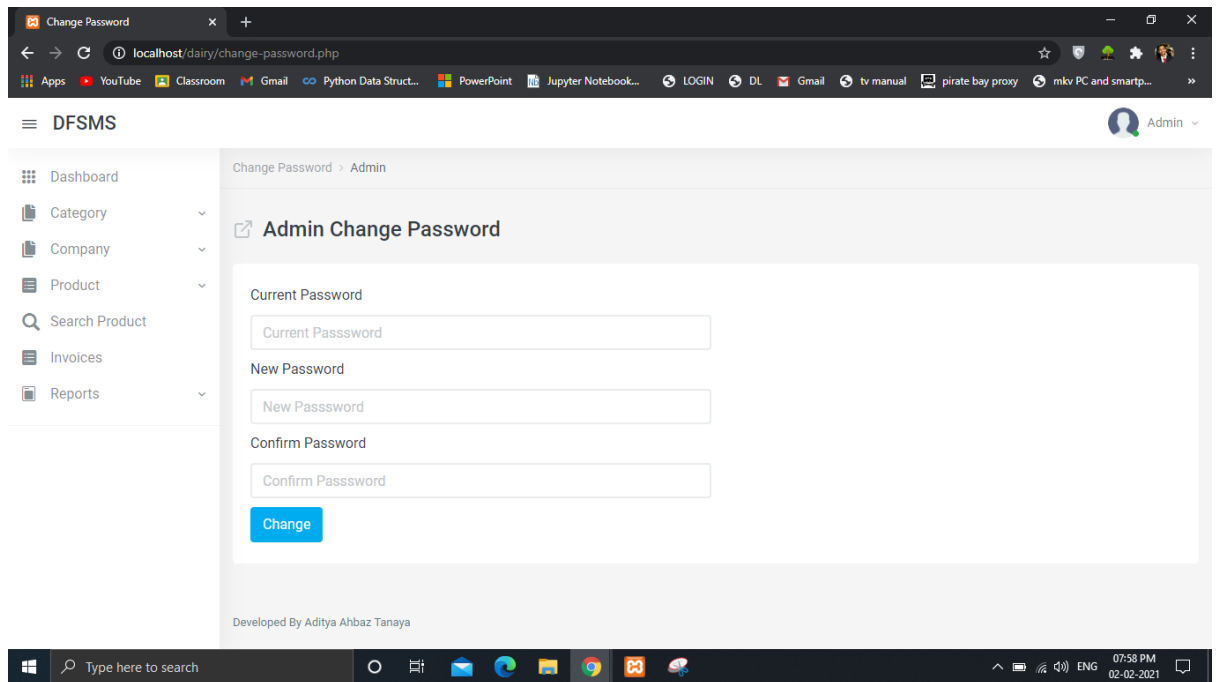 Change Password
localhost/dairy/change-password.php
Apps YouTube Classroom Gmail Python Data Struct... PowerPoint Jupyter Notebook... LOGIN DL Gmail tv manual pirate bay proxy mkv PC and smartp... »
DFSMS
Admin
Dashboard
Category
Company
Product
Search Product
Invoices
Reports
Change Password > Admin
Admin Change Password
Current Password
Current Passsword
New Password
New Passsword
Confirm Password
Confirm Passsword
Change
Developed By Aditya Ahbaz Tanaya
Type here to search
ENG
07:58 PM
02-02-2021